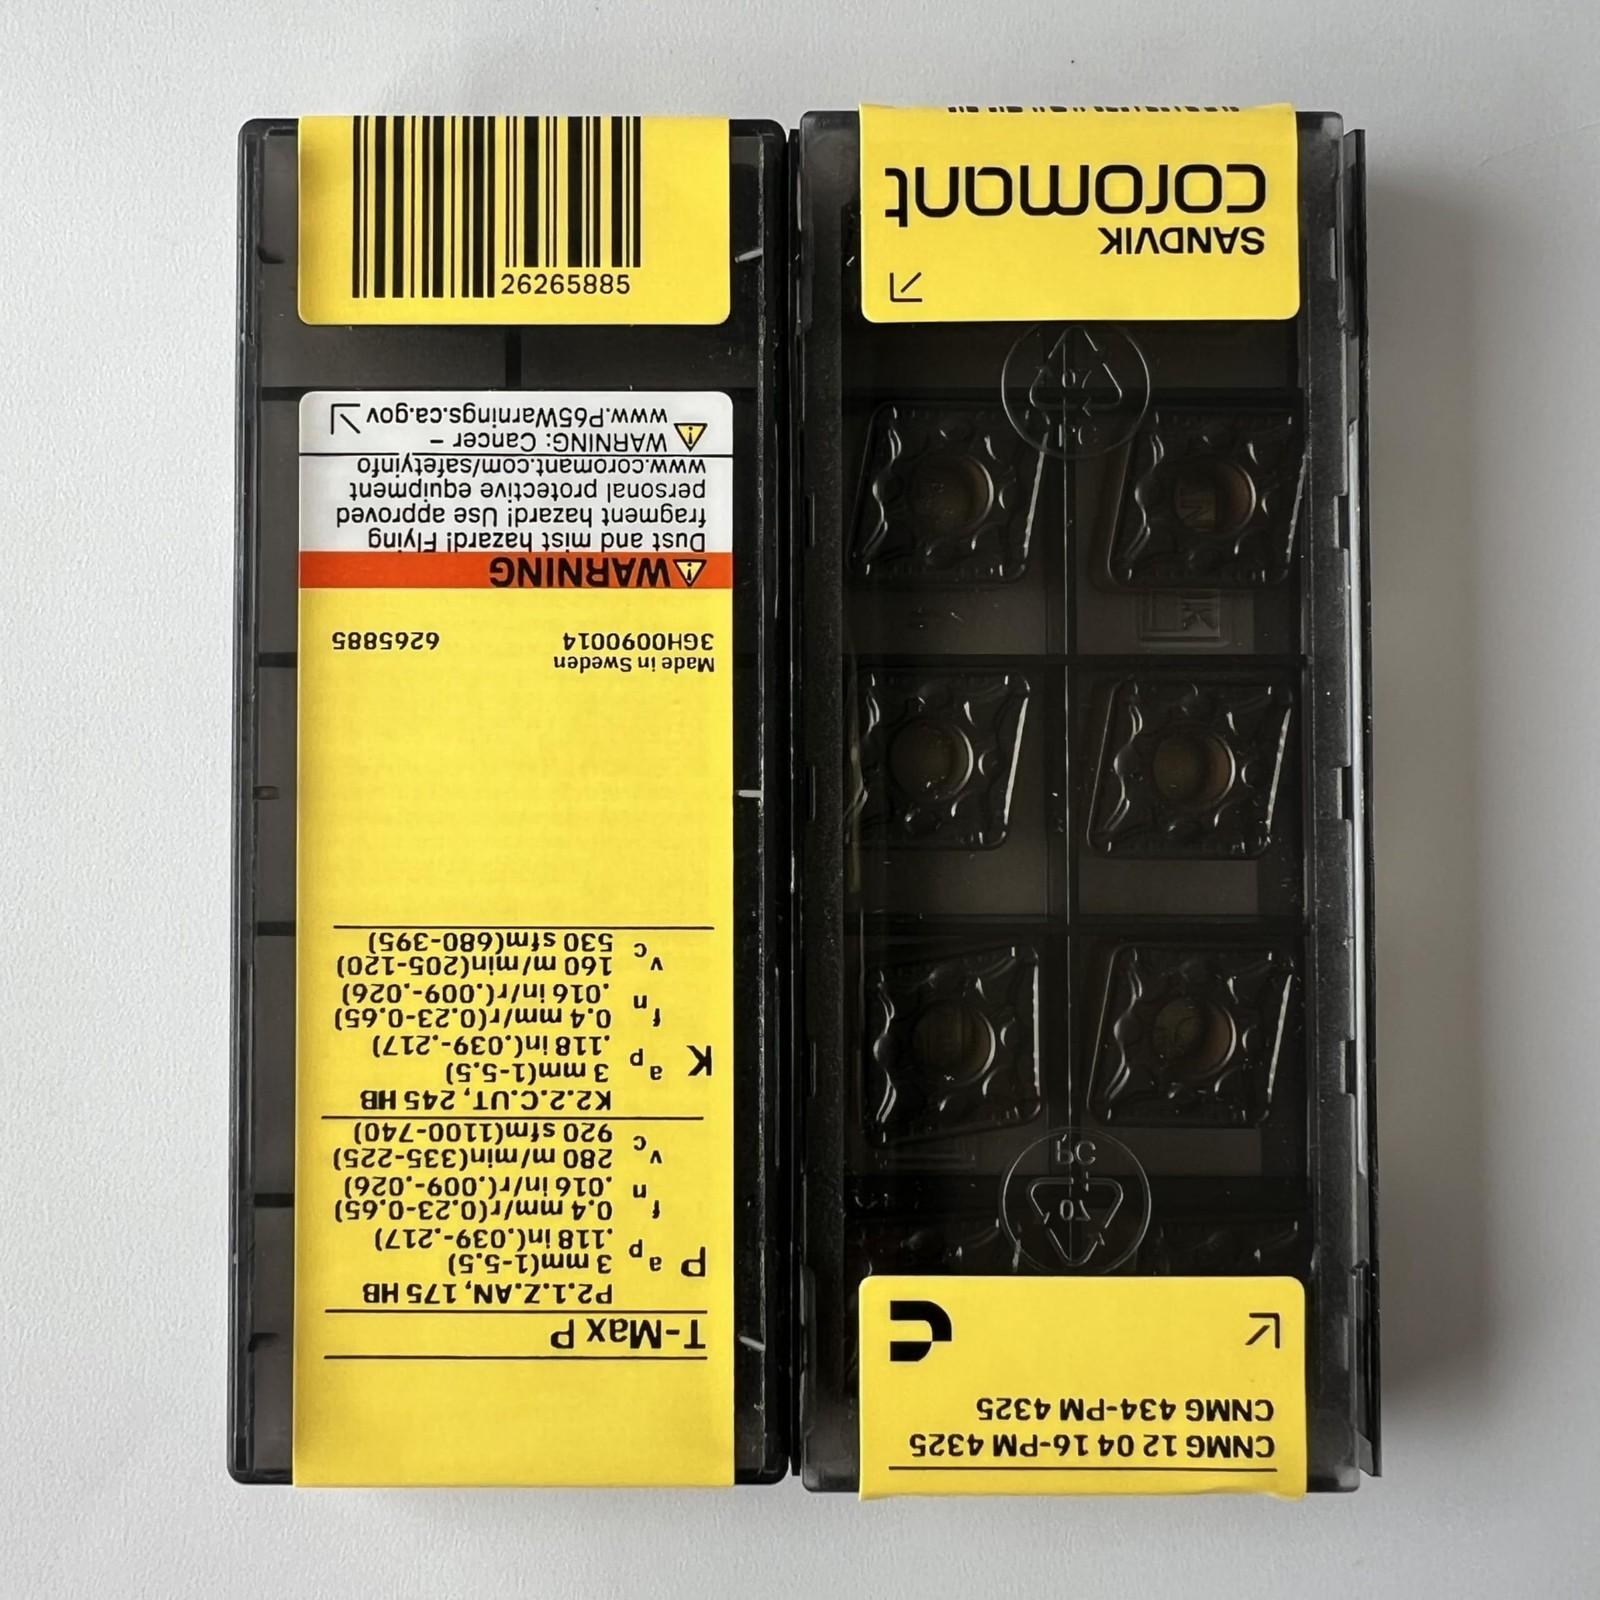 26265885
T-Max P
P2.1.Z.AN, 175 HB
P ap 3 mm(1-5.5)
.118 in(.039-.217)
fn 0.4 mm/r(0.23-0.65)
.016 in/r(.009-.026)
vc 280 m/min(335-225)
920 sfm(1100-740)
K2.2.C.UT, 245 HB
K ap 3 mm(1-5.5)
.118 in(.039-.217)
fn 0.4 mm/r(0.23-0.65)
.016 in/r(.009-.026)
vc 160 m/min(205-120)
530 sfm(680-395)
Made in Sweden
3GH0090014 6265885
WARNING
Dust and mist hazard! Flying
fragment hazard! Use approved
personal protective equipment
www.coromant.com/safetyinfo
WARNING: Cancer –
www.P65Warnings.ca.gov
CNMG 12 04 16-PM 4325
CNMG 434-PM 4325
07
PC
07
PC
SANDVIK
coromant